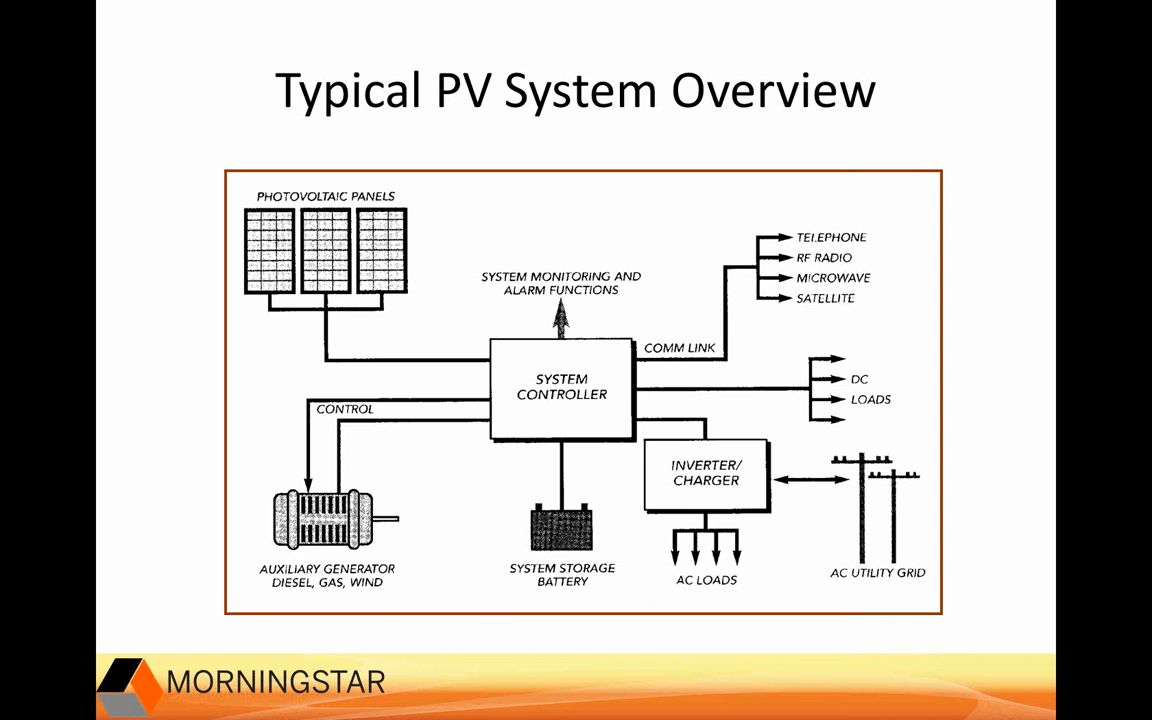 Typical PV System Overview
PHOTOVOLTAIC PANELS
SYSTEM MONITORING AND
ALARM FUNCTIONS
TELEPHONE
RF RADIO
MICROWAVE
SATELLITE
COMM LINK
SYSTEM
CONTROLLER
DC
LOADS
CONTROL
INVERTER/
CHARGER
AUXILIARY GENERATOR
DIESEL, GAS, WIND
SYSTEM STORAGE
BATTERY
AC LOADS
AC UTILITY GRID
MORNINGSTAR